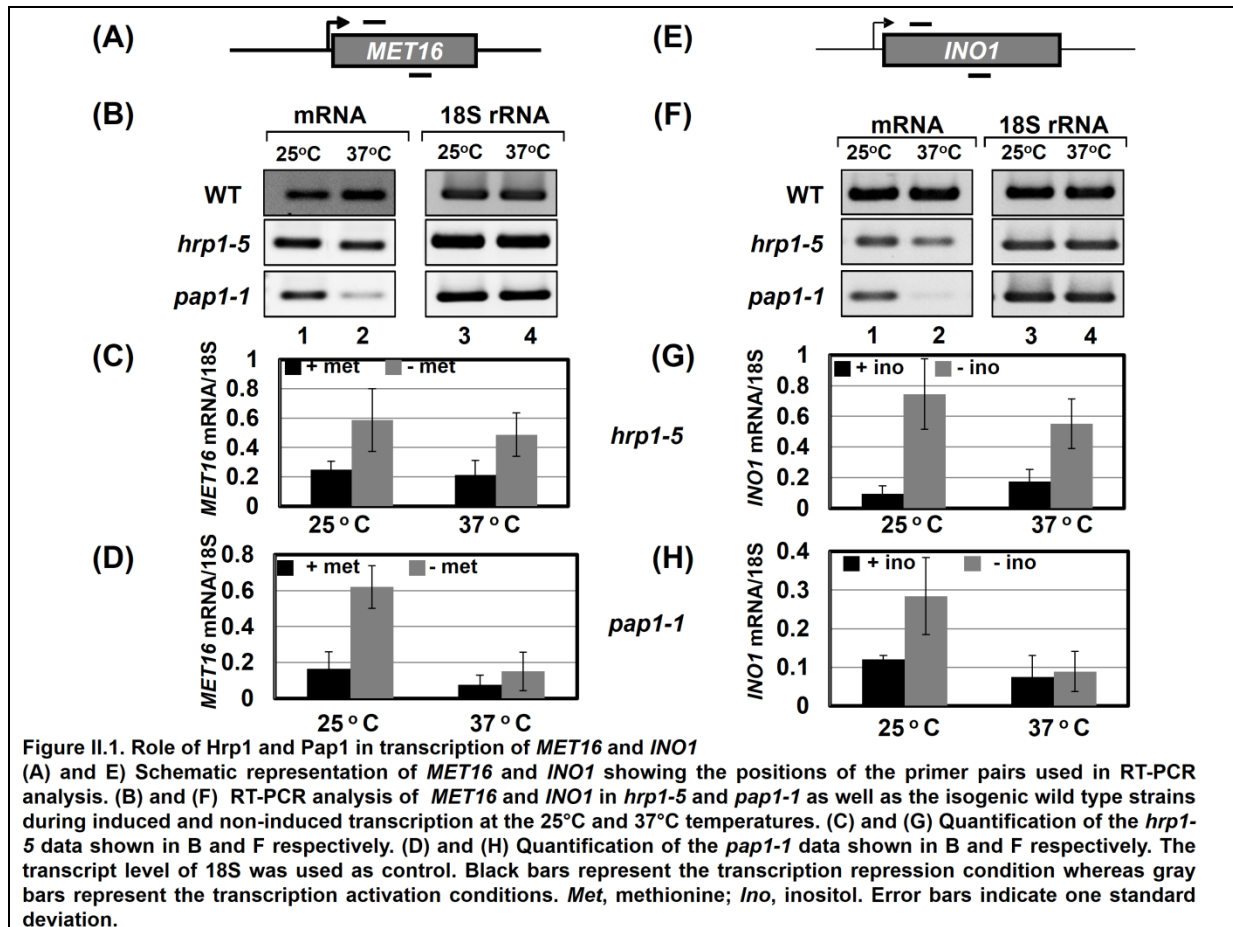 (A)
MET16
(E)
INO1
(B)
mRNA 18S rRNA
25°C 37°C 25°C 37°C
WT
hrp1-5
pap1-1
1 2 3 4
(F)
mRNA 18S rRNA
25°C 37°C 25°C 37°C
WT
hrp1-5
pap1-1
1 2 3 4
(C)
MET16 mRNA/18S
1
0.8
0.6
0.4
0.2
0
+ met - met
25 ° C 37 ° C
hrp1-5
(G)
INO1 mRNA/18S
1
0.8
0.6
0.4
0.2
0
+ ino - ino
25 ° C 37 ° C
(D)
MET16 mRNA/18S
0.8
0.6
0.4
0.2
0
+ met - met
25 ° C 37 ° C
pap1-1
(H)
INO1 mRNA/18S
0.4
0.3
0.2
0.1
0
+ ino - ino
25 ° C 37 ° C
Figure II.1. Role of Hrp1 and Pap1 in transcription of MET16 and INO1
(A) and E) Schematic representation of MET16 and INO1 showing the positions of the primer pairs used in RT-PCR
analysis. (B) and (F) RT-PCR analysis of MET16 and INO1 in hrp1-5 and pap1-1 as well as the isogenic wild type strains
during induced and non-induced transcription at the 25°C and 37°C temperatures. (C) and (G) Quantification of the hrp1-
5 data shown in B and F respectively. (D) and (H) Quantification of the pap1-1 data shown in B and F respectively. The
transcript level of 18S was used as control. Black bars represent the transcription repression condition whereas gray
bars represent the transcription activation conditions. Met, methionine; Ino, inositol. Error bars indicate one standard
deviation.